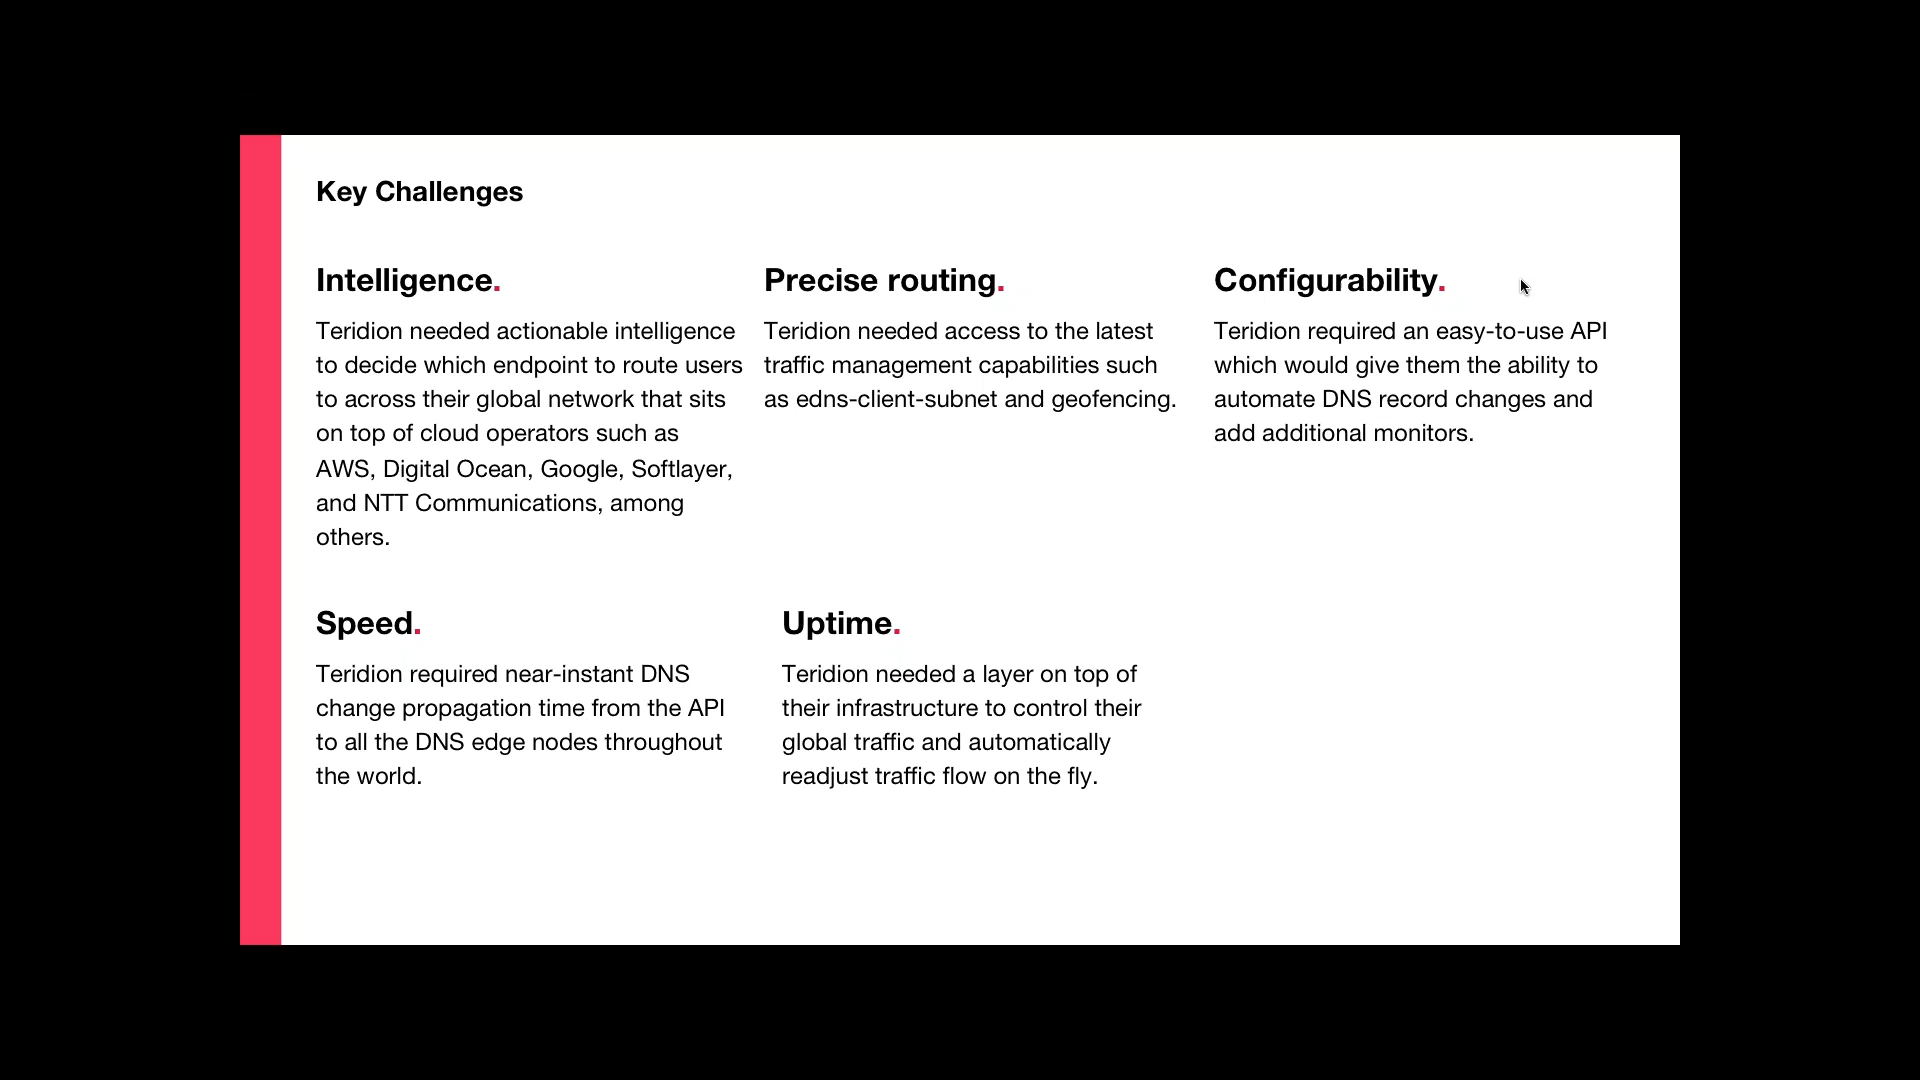 Key Challenges
Intelligence.
Teridion needed actionable intelligence
to decide which endpoint to route users
to across their global network that sits
on top of cloud operators such as
AWS, Digital Ocean, Google, Softlayer,
and NTT Communications, among
others.
Precise routing.
Teridion needed access to the latest
traffic management capabilities such
as edns-client-subnet and geofencing.
Configurability.
Teridion required an easy-to-use API
which would give them the ability to
automate DNS record changes and
add additional monitors.
Speed.
Teridion required near-instant DNS
change propagation time from the API
to all the DNS edge nodes throughout
the world.
Uptime.
Teridion needed a layer on top of
their infrastructure to control their
global traffic and automatically
readjust traffic flow on the fly.